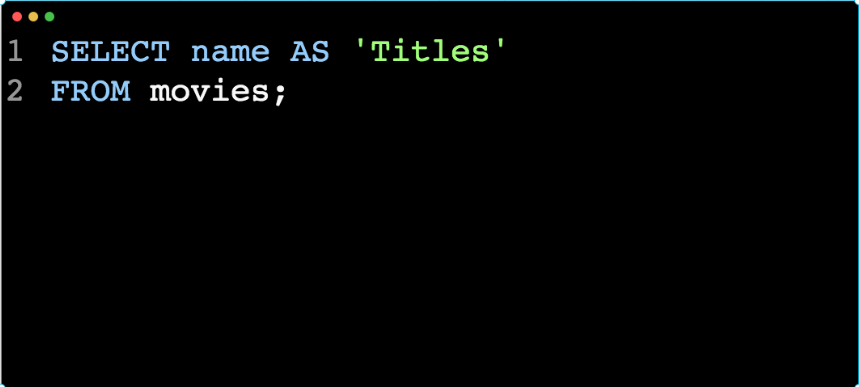 1 SELECT name AS 'Titles'
2 FROM movies;